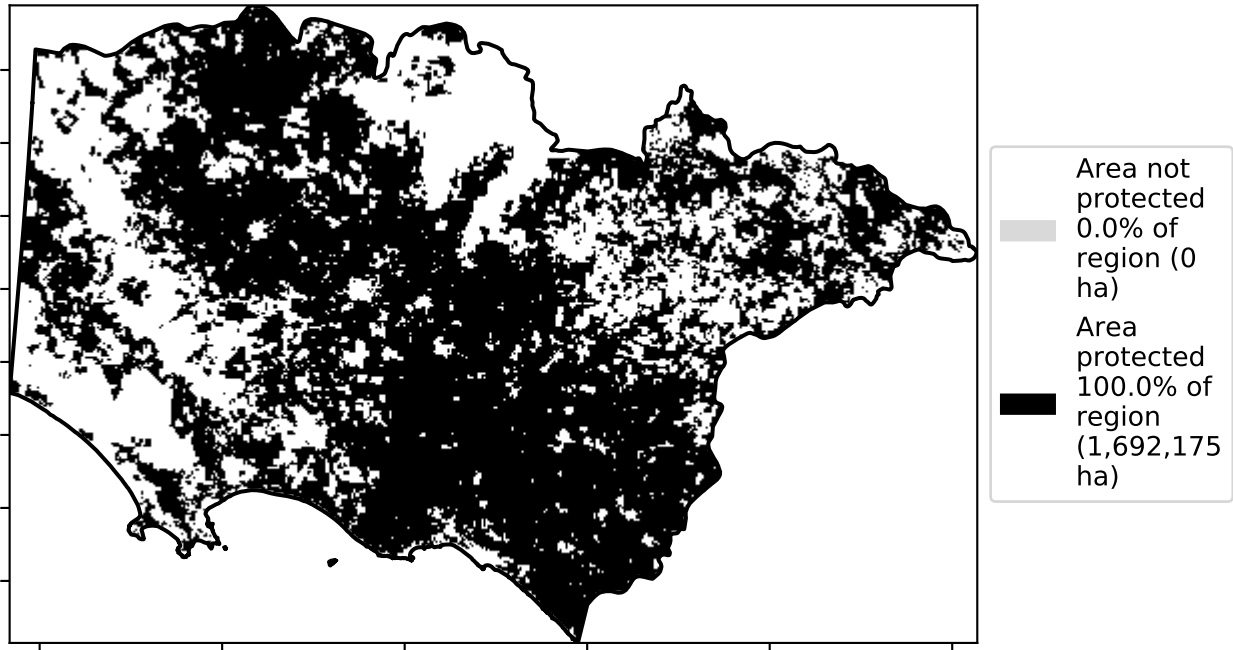 Area not
protected
0.0% of
region (0
ha)
Area
protected
100.0% of
region
(1,692,175
ha)